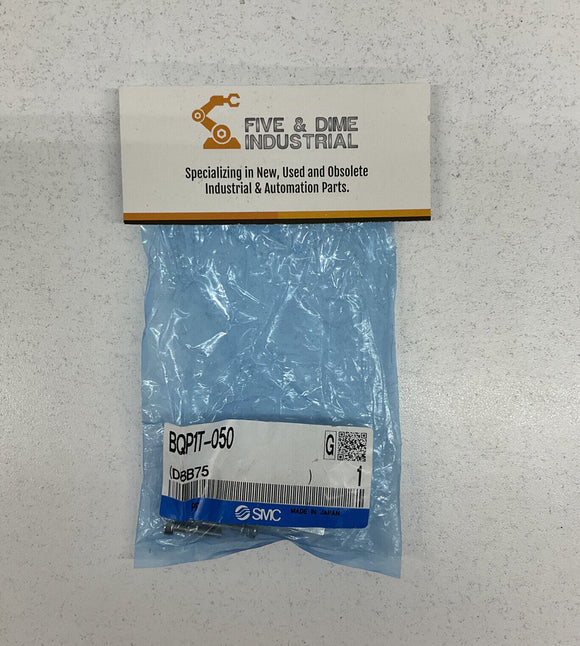 FIVE & DIME
INDUSTRIAL
Specializing in New, Used and Obsolete
Industrial & Automation Parts.
BQP1T-050
G
(D8B75 )
1
SMC MADE IN JAPAN